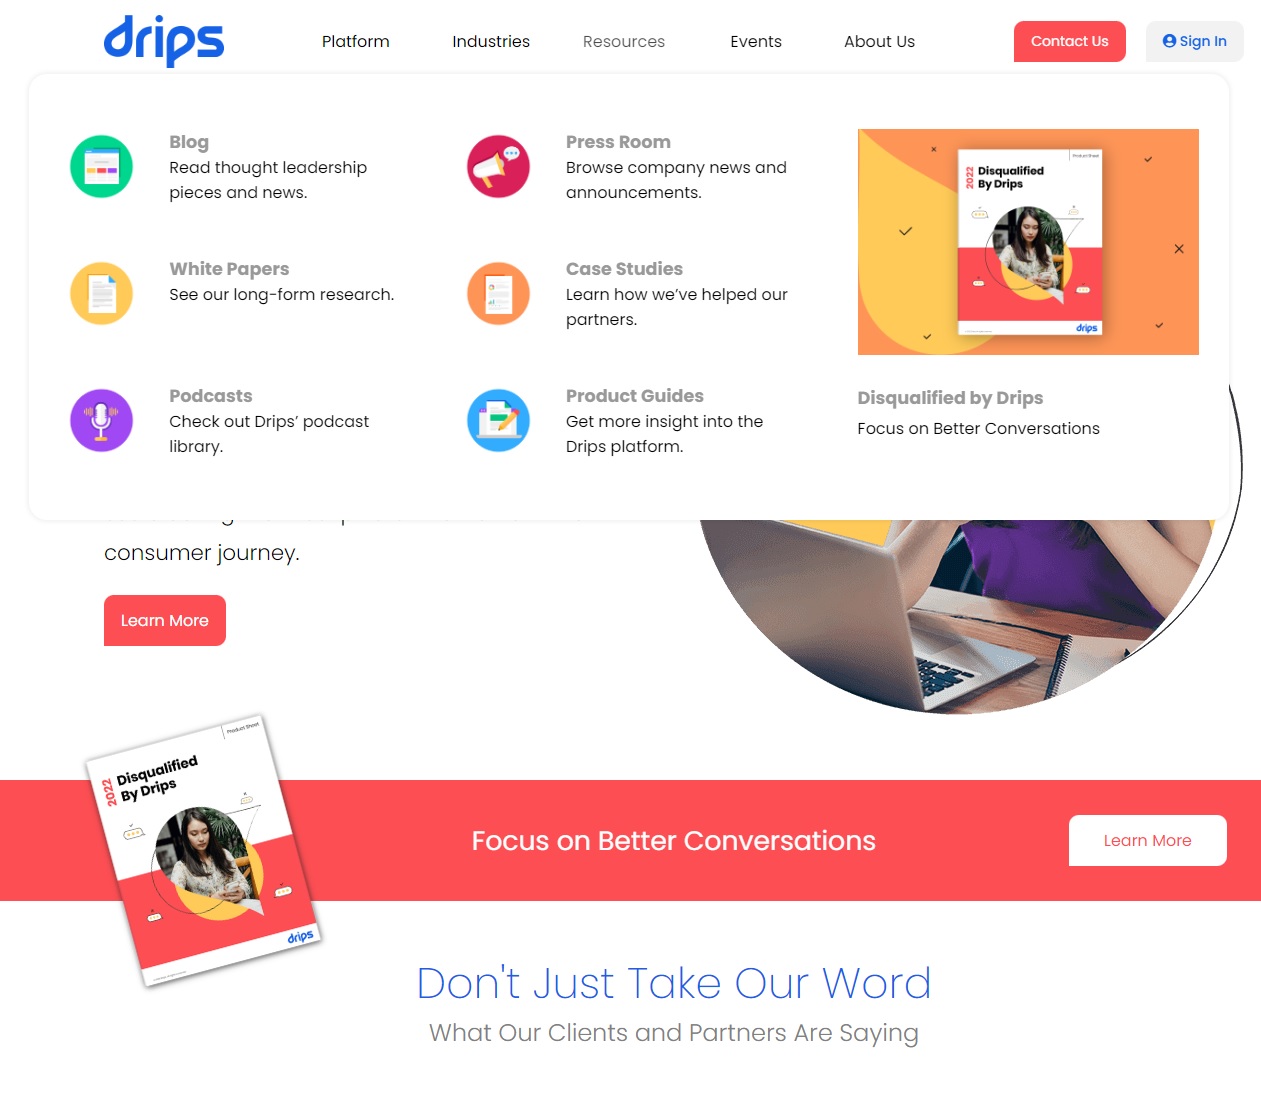 drips
Platform
Industries
Resources
Events
About Us
Contact Us
Sign In
Blog
Read thought leadership
pieces and news.
Press Room
Browse company news and
announcements.
White Papers
See our long-form research.
Case Studies
Learn how we’ve helped our
partners.
Podcasts
Check out Drips’ podcast
library.
Product Guides
Get more insight into the
Drips platform.
Product Sheet
2022
Disqualified
By Drips
drips
Disqualified by Drips
Focus on Better Conversations
consumer journey.
Learn More
Product Sheet
2022
Disqualified
By Drips
drips
Focus on Better Conversations
Learn More
Don't Just Take Our Word
What Our Clients and Partners Are Saying